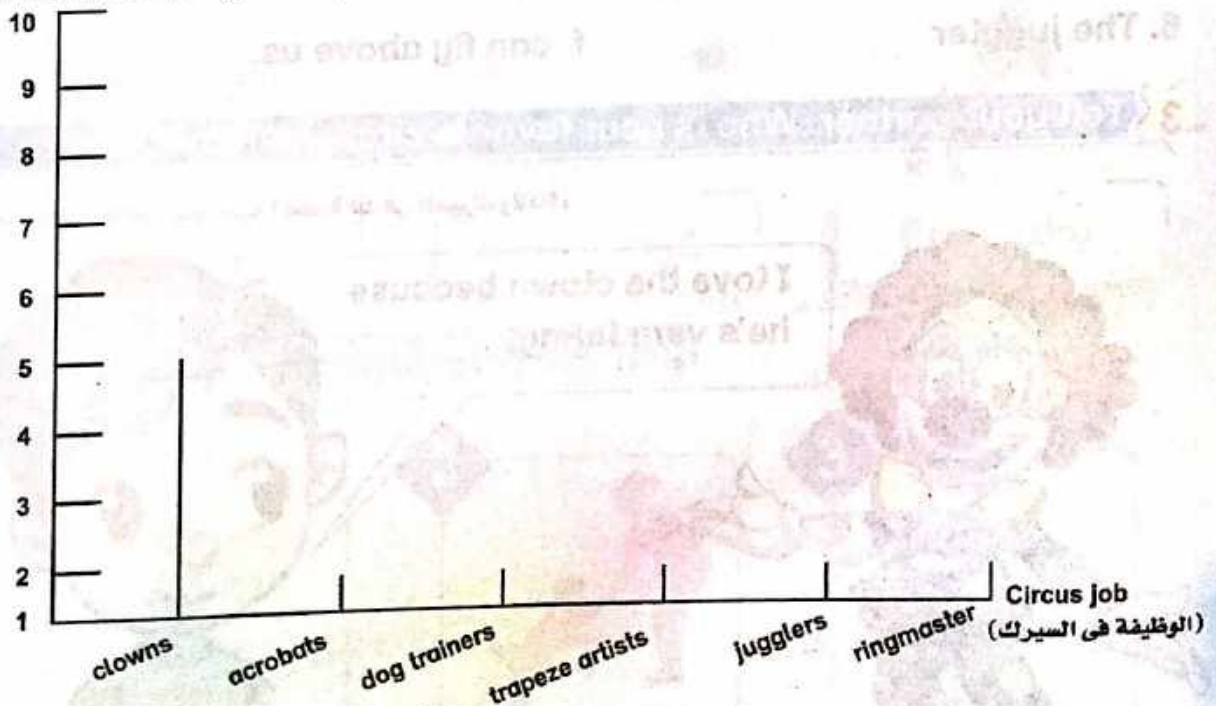 10
6. The juggler
f. can fly above us.
9
3
8
7
I love the clown because
he's very funny.
6
5
4
3
2
1
clowns
acrobats
dog trainers
trapeze artists
jugglers
ringmaster
Circus job
(الوظيفة فى السيرك)